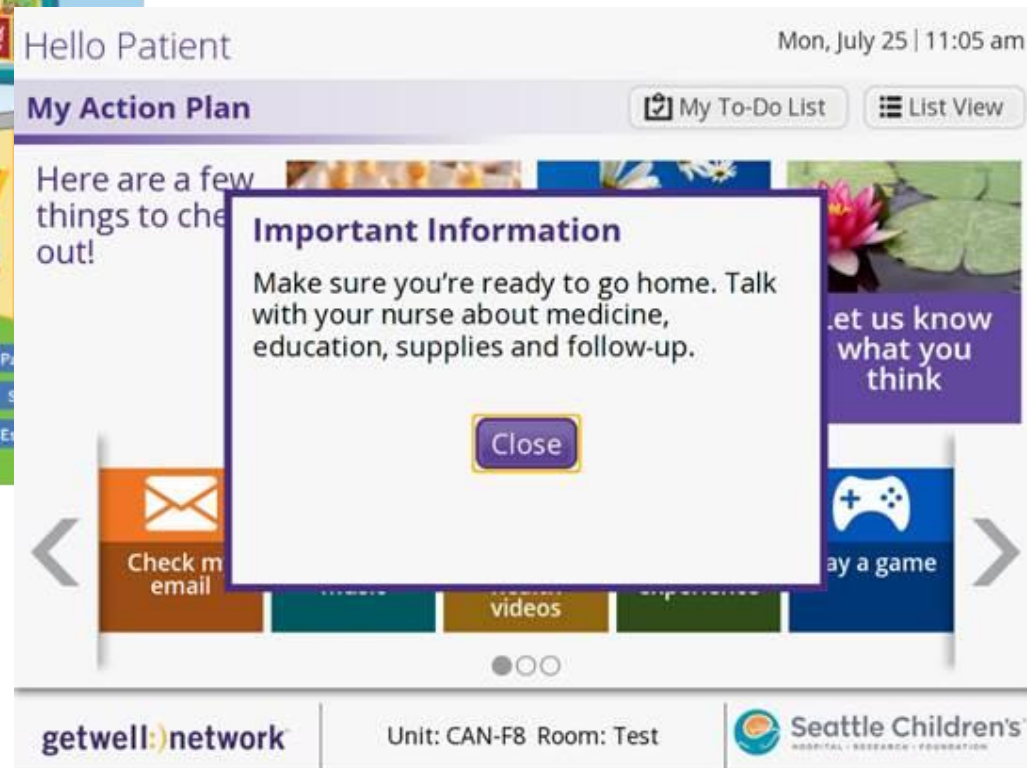 Hello Patient
Mon, July 25 | 11:05 am
My Action Plan
My To-Do List
List View
Here are a few
things to che
out!
Important Information
Make sure you're ready to go home. Talk
with your nurse about medicine,
education, supplies and follow-up.
Close
et us know
what you
think
Check m
email
videos
ay a game
getwell:)network
Unit: CAN-F8 Room: Test
Seattle Children's
HOSPITAL • RESEARCH • FOUNDATION